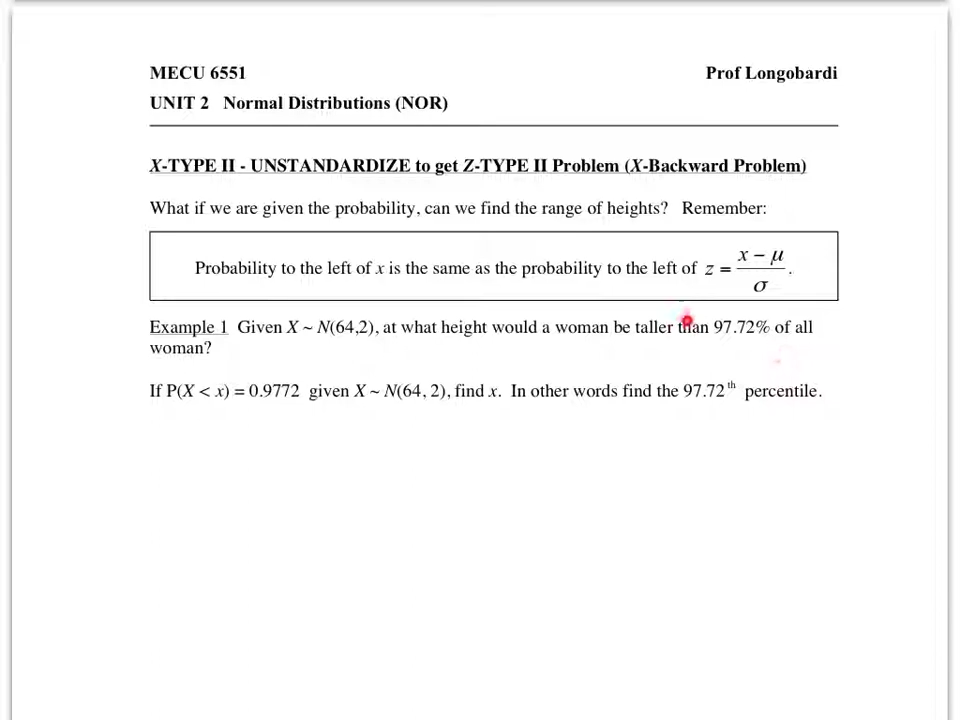 MECU 6551 Prof Longobardi
UNIT 2 Normal Distributions (NOR)
X-TYPE II - UNSTANDARDIZE to get Z-TYPE II Problem (X-Backward Problem)
What if we are given the probability, can we find the range of heights? Remember:
Probability to the left of x is the same as the probability to the left of z = (x − μ)/σ.
Example 1 Given X ~ N(64,2), at what height would a woman be taller than 97.72% of all
woman?
If P(X < x) = 0.9772 given X ~ N(64, 2), find x. In other words find the 97.72th percentile.